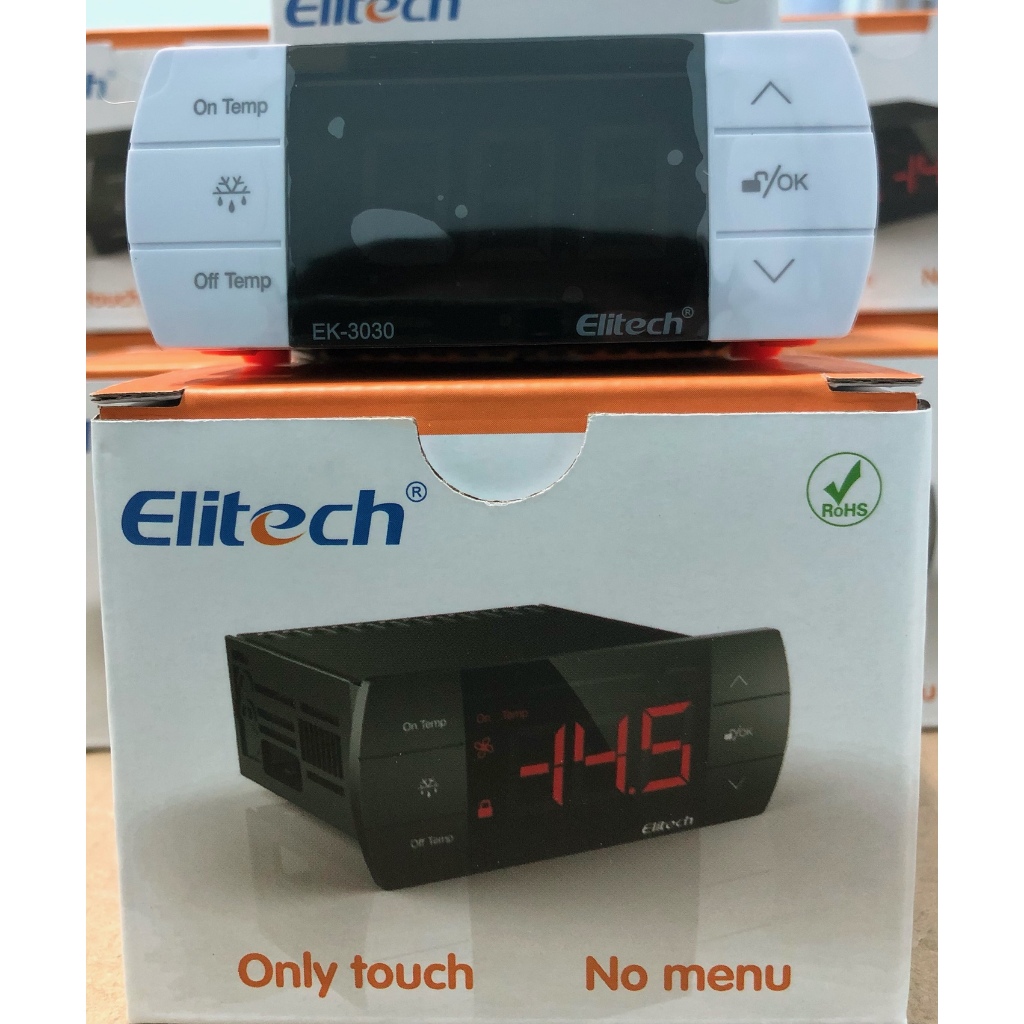 Elitech
On Temp
Off Temp
/OK
EK-3030
Elitech®
Elitech®
RoHS
On Temp
Off Temp
On Temp
-14.5
/OK
Elitech
Only touch
No menu